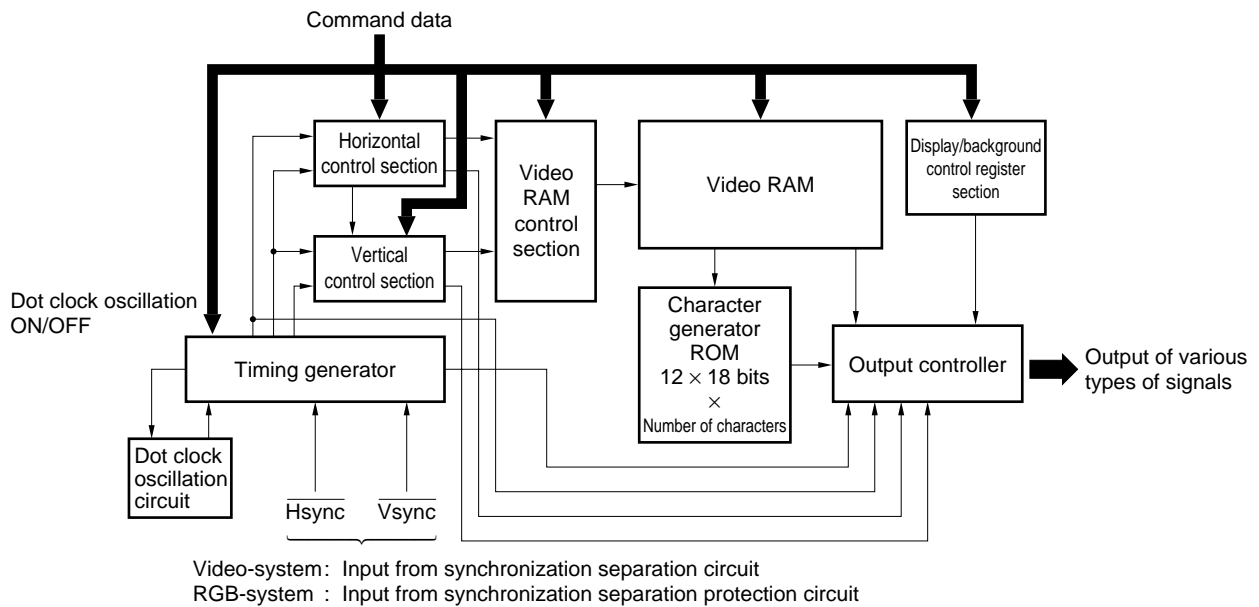 Command data
Horizontal
control section
Video
RAM
control
section
Video RAM
Display/background
control register
section
Vertical
control section
Dot clock oscillation
ON/OFF
Timing generator
Character
generator
ROM
12 × 18 bits
×
Number of characters
Output controller
Output of various
types of signals
Dot clock
oscillation
circuit
Hsync Vsync
Video-system : Input from synchronization separation circuit
RGB-system : Input from synchronization separation protection circuit